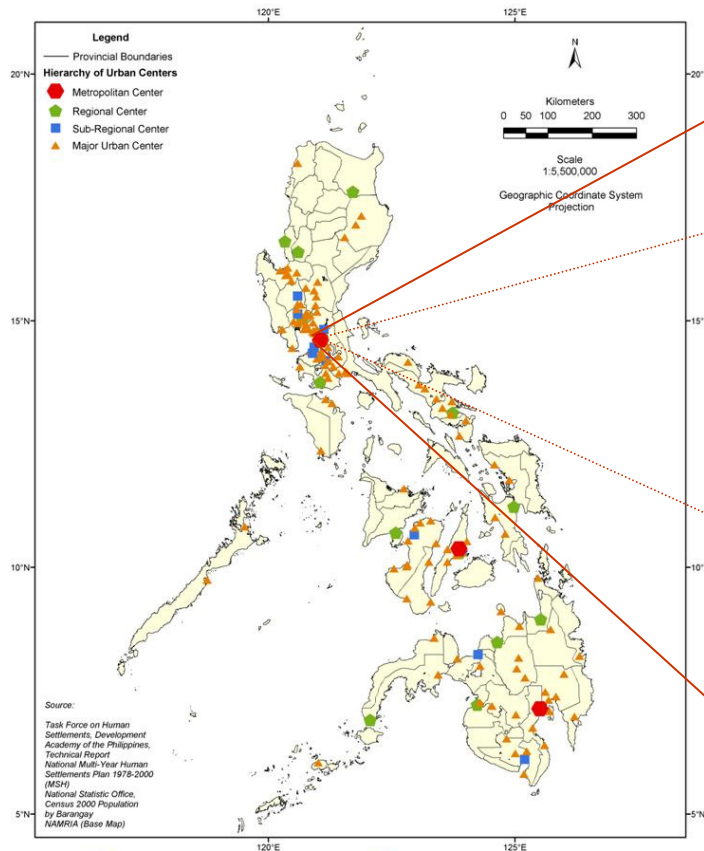 120°E
125°E
Legend
Provincial Boundaries
Hierarchy of Urban Centers
Metropolitan Center
Regional Center
Sub-Regional Center
Major Urban Center
N
Kilometers
0 50 100 200 300
Scale
1:5,500,000
Geographic Coordinate System
Projection
20°N
20°N
15°N
15°N
10°N
10°N
Source:
Task Force on Human
Settlements, Development
Academy of the Philippines,
Technical Report
National Multi-Year Human
Settlements Plan 1978-2000
(MSH)
National Statistic Office,
Census 2000 Population
by Barangay
NAMRIA (Base Map)
5°N
5°N
120°E
125°E